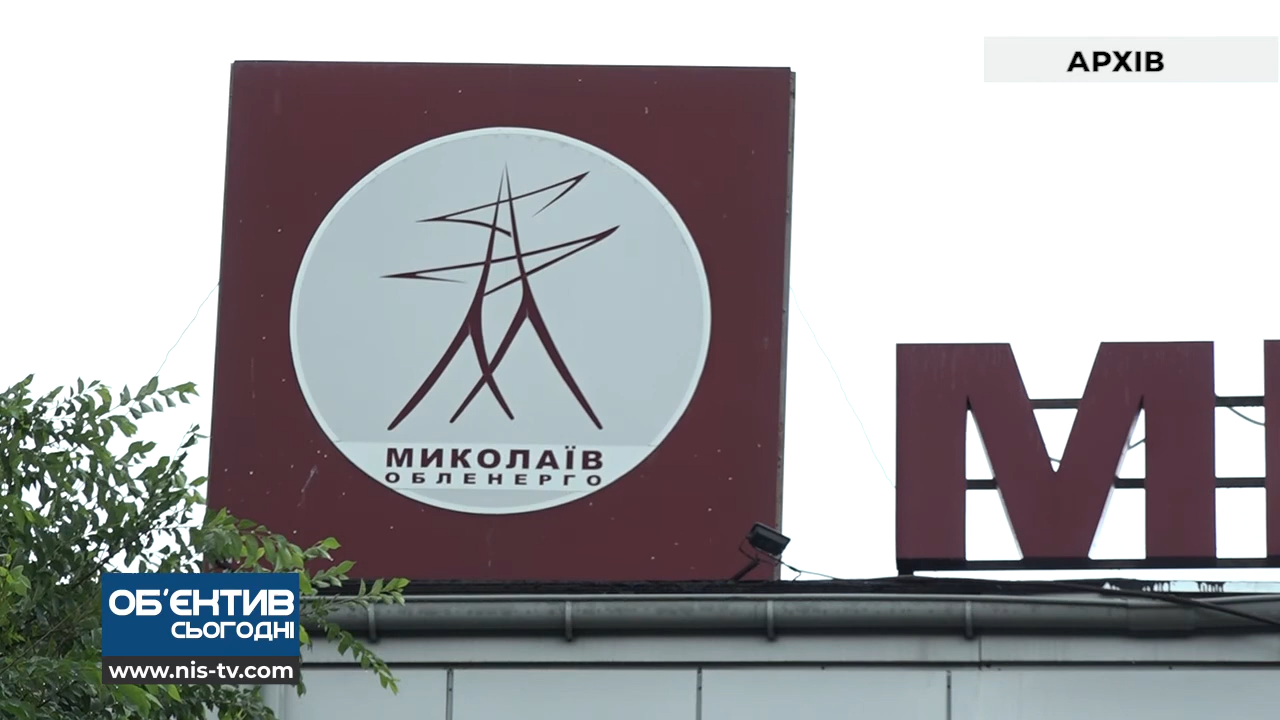 АРХІВ
МИКОЛАЇВ
ОБЛЕНЕРГО
М
ОБ'ЄКТИВ
СЬОГОДНІ
www.nis-tv.com